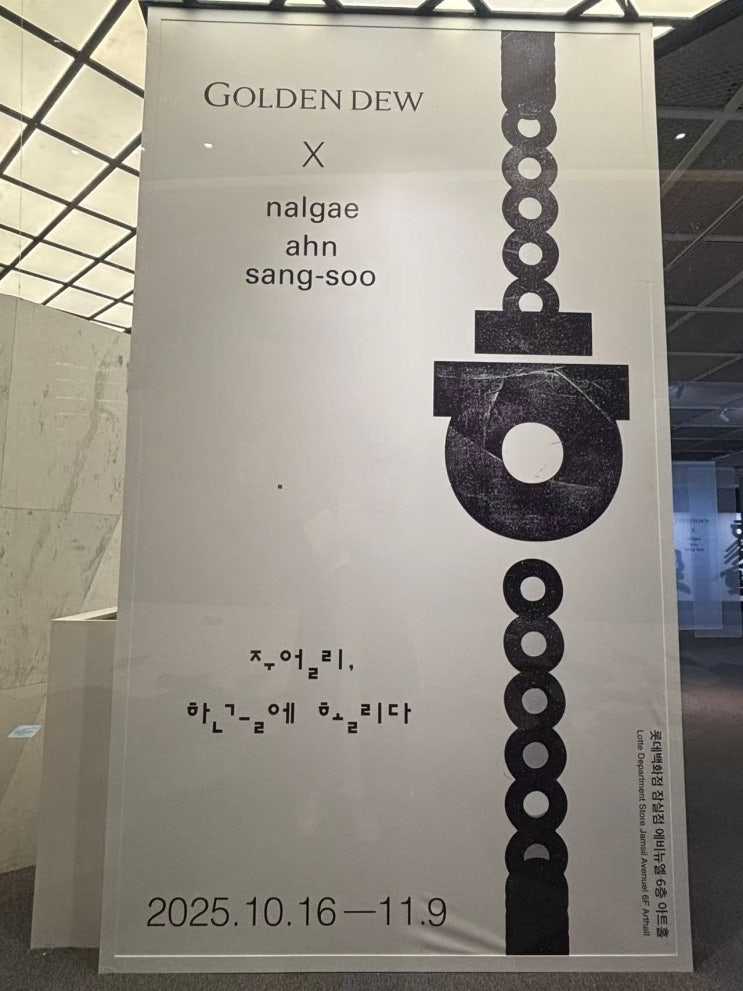 GOLDEN DEW
X
nalgae
ahn
sang-soo
주얼리,
한글에 홀리다
2025.10.16—11.9
롯데백화점 잠실점 에비뉴엘 6층 아트홀
Lotte Department Store Jamsil Avenuel 6F Arthall